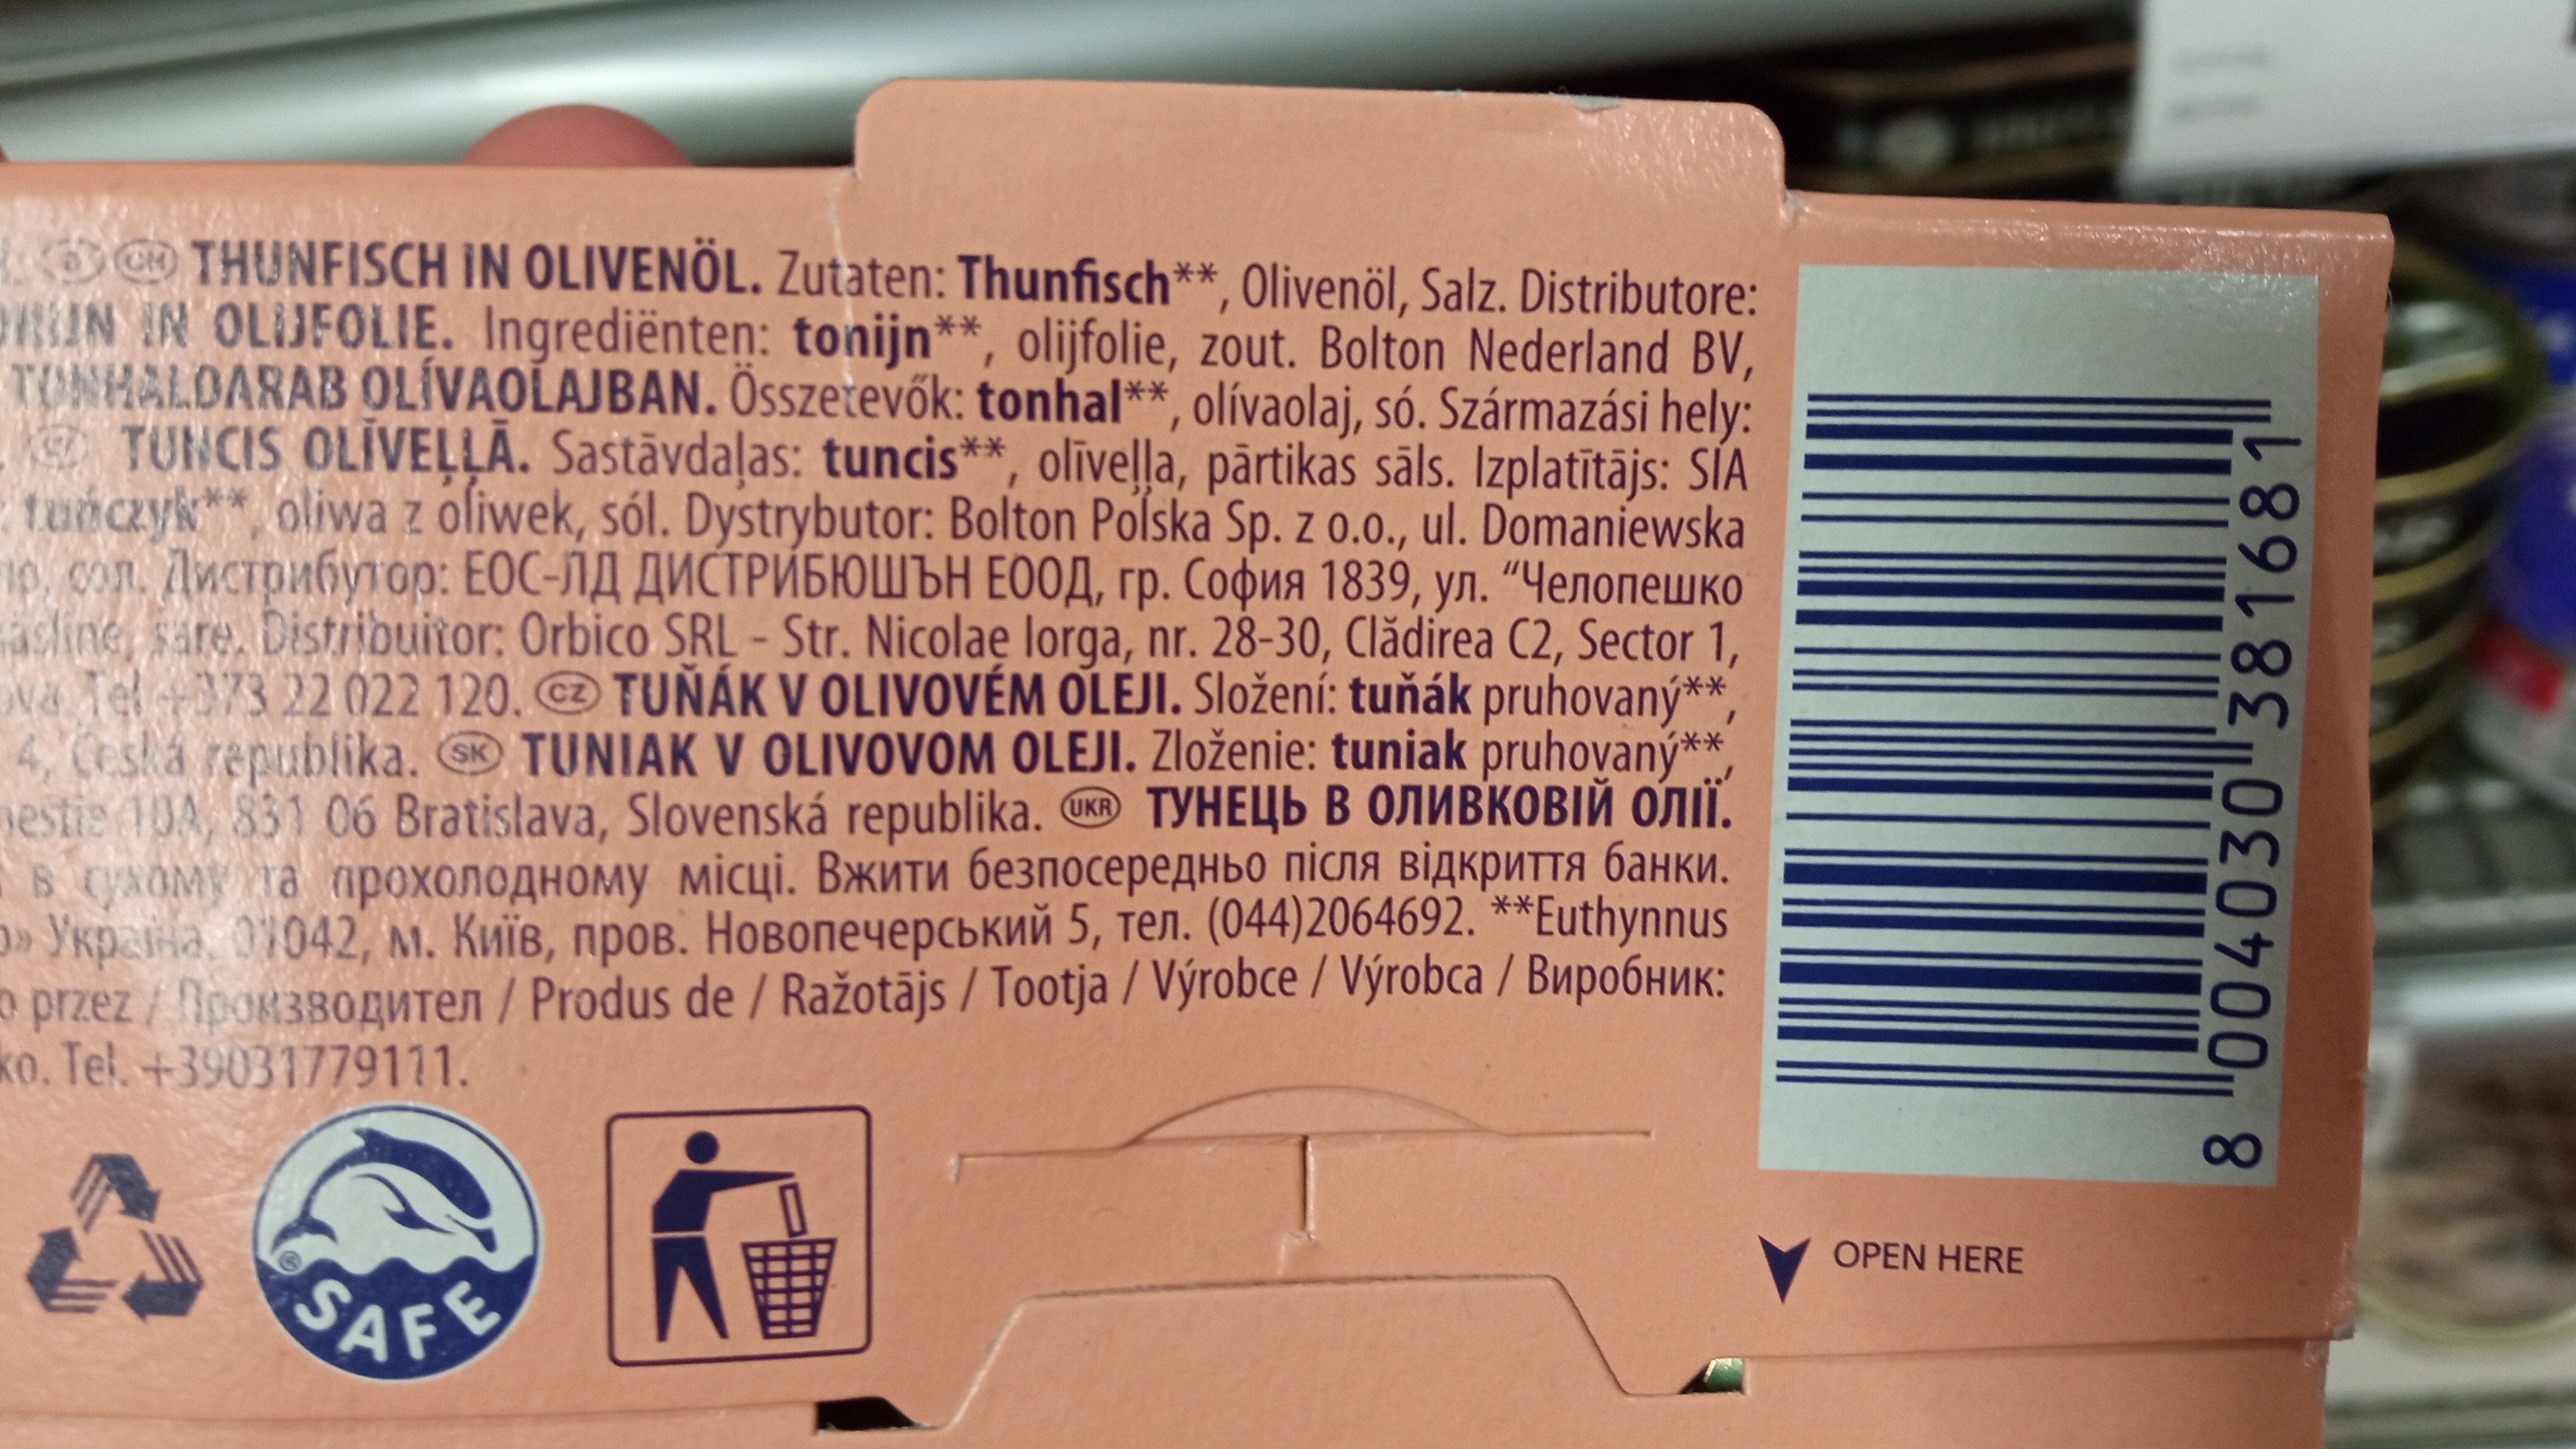 D CH THUNFISCH IN OLIVENÖL. Zutaten: Thunfisch**, Olivenöl, Salz. Distributore:
IN OLIJFOLIE. Ingrediënten: tonijn**, olijfolie, zout. Bolton Nederland BV,
TONHALDARAB OLÍVAOLAJBAN. Összetevők: tonhal**, olívaolaj, só. Származási hely:
TUNCIS OLĪVEĻĻĀ. Sastāvdaļas: tuncis**, olīveļļa, pārtikas sāls. Izplatītājs: SIA
tuńczyk**, oliwa z oliwek, sól. Dystrybutor: Bolton Polska Sp. z o.o., ul. Domaniewska
сол. Дистрибутор: ЕОС-ЛД ДИСТРИБЮШЪН ЕООД, гр. София 1839, ул. “Челопешко
sare. Distribuitor: Orbico SRL - Str. Nicolae Iorga, nr. 28-30, Clădirea C2, Sector 1,
Tel +373 22 022 120. CZ TUŇÁK V OLIVOVÉM OLEJI. Složení: tuňák pruhovaný**,
4, Česká republika. SK TUNIAK V OLIVOVOM OLEJI. Zloženie: tuniak pruhovaný**,
10A, 831 06 Bratislava, Slovenská republika. UKR ТУНЕЦЬ В ОЛИВКОВІЙ ОЛІЇ.
в сухому та прохолодному місці. Вжити безпосередньо після відкриття банки.
Україна, 01042, м. Київ, пров. Новопечерський 5, тел. (044)2064692. **Euthynnus
przez / Производител / Produs de / Ražotājs / Tootja / Výrobce / Výrobca / Виробник:
Tel. +39031779111.
SAFE
®
8 004030 381681
OPEN HERE